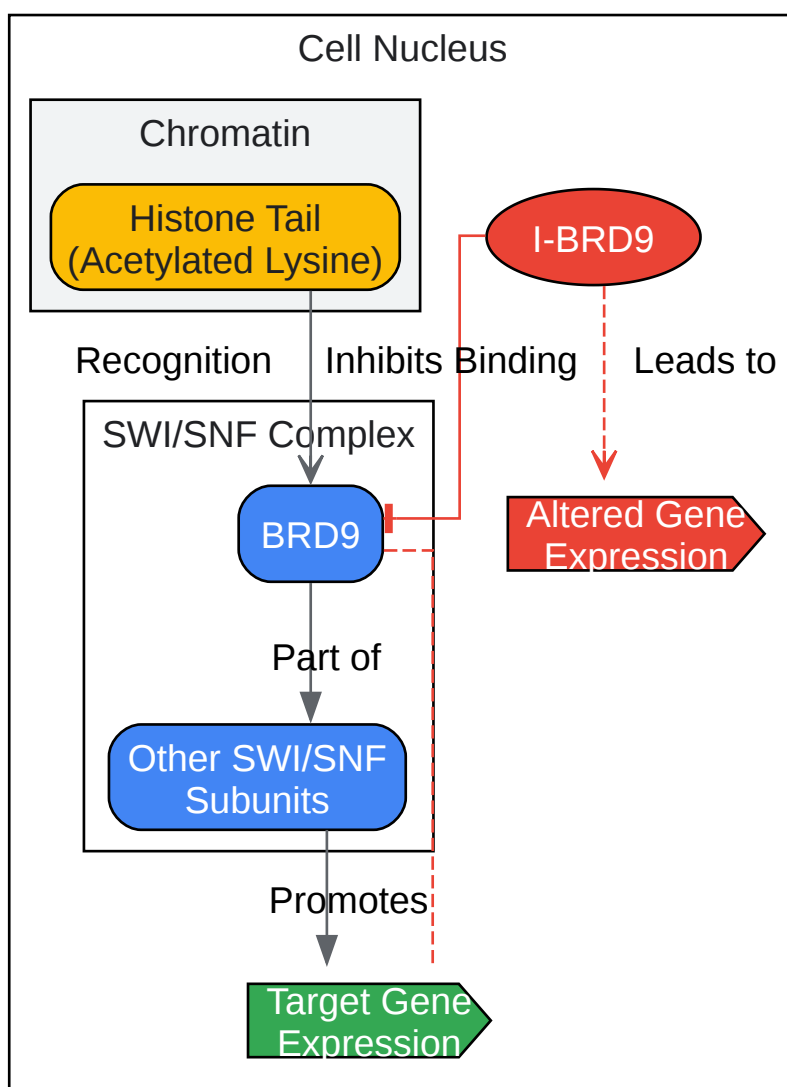 Cell Nucleus
Chromatin
Histone Tail
(Acetylated Lysine)
I-BRD9
Recognition
Inhibits Binding
Leads to
SWI/SNF Complex
BRD9
Altered Gene
Expression
Part of
Other SWI/SNF
Subunits
Promotes
Target Gene
Expression